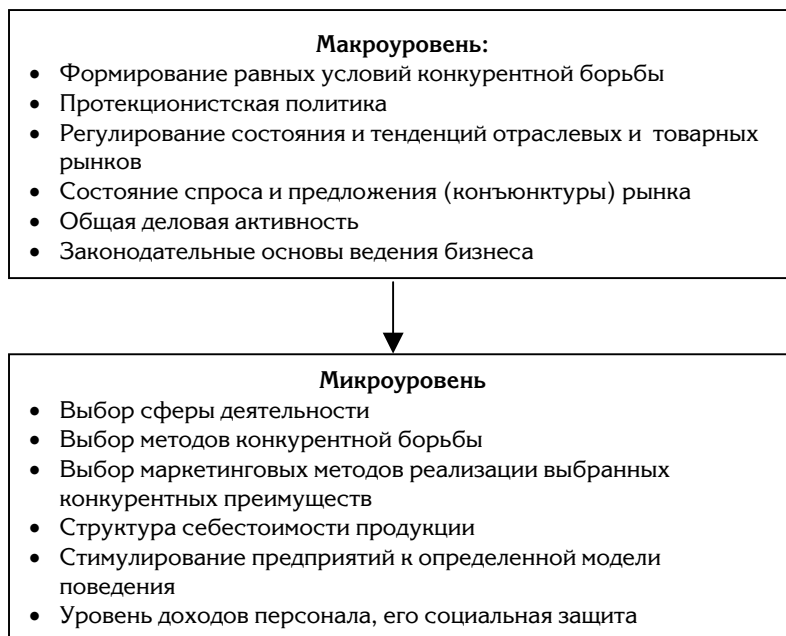 Макроуровень:
• Формирование равных условий конкурентной борьбы
• Протекционистская политика
• Регулирование состояния и тенденций отраслевых и товарных
рынков
• Состояние спроса и предложения (конъюнктуры) рынка
• Общая деловая активность
• Законодательные основы ведения бизнеса
Микроуровень
• Выбор сферы деятельности
• Выбор методов конкурентной борьбы
• Выбор маркетинговых методов реализации выбранных
конкурентных преимуществ
• Структура себестоимости продукции
• Стимулирование предприятий к определенной модели
поведения
• Уровень доходов персонала, его социальная защита